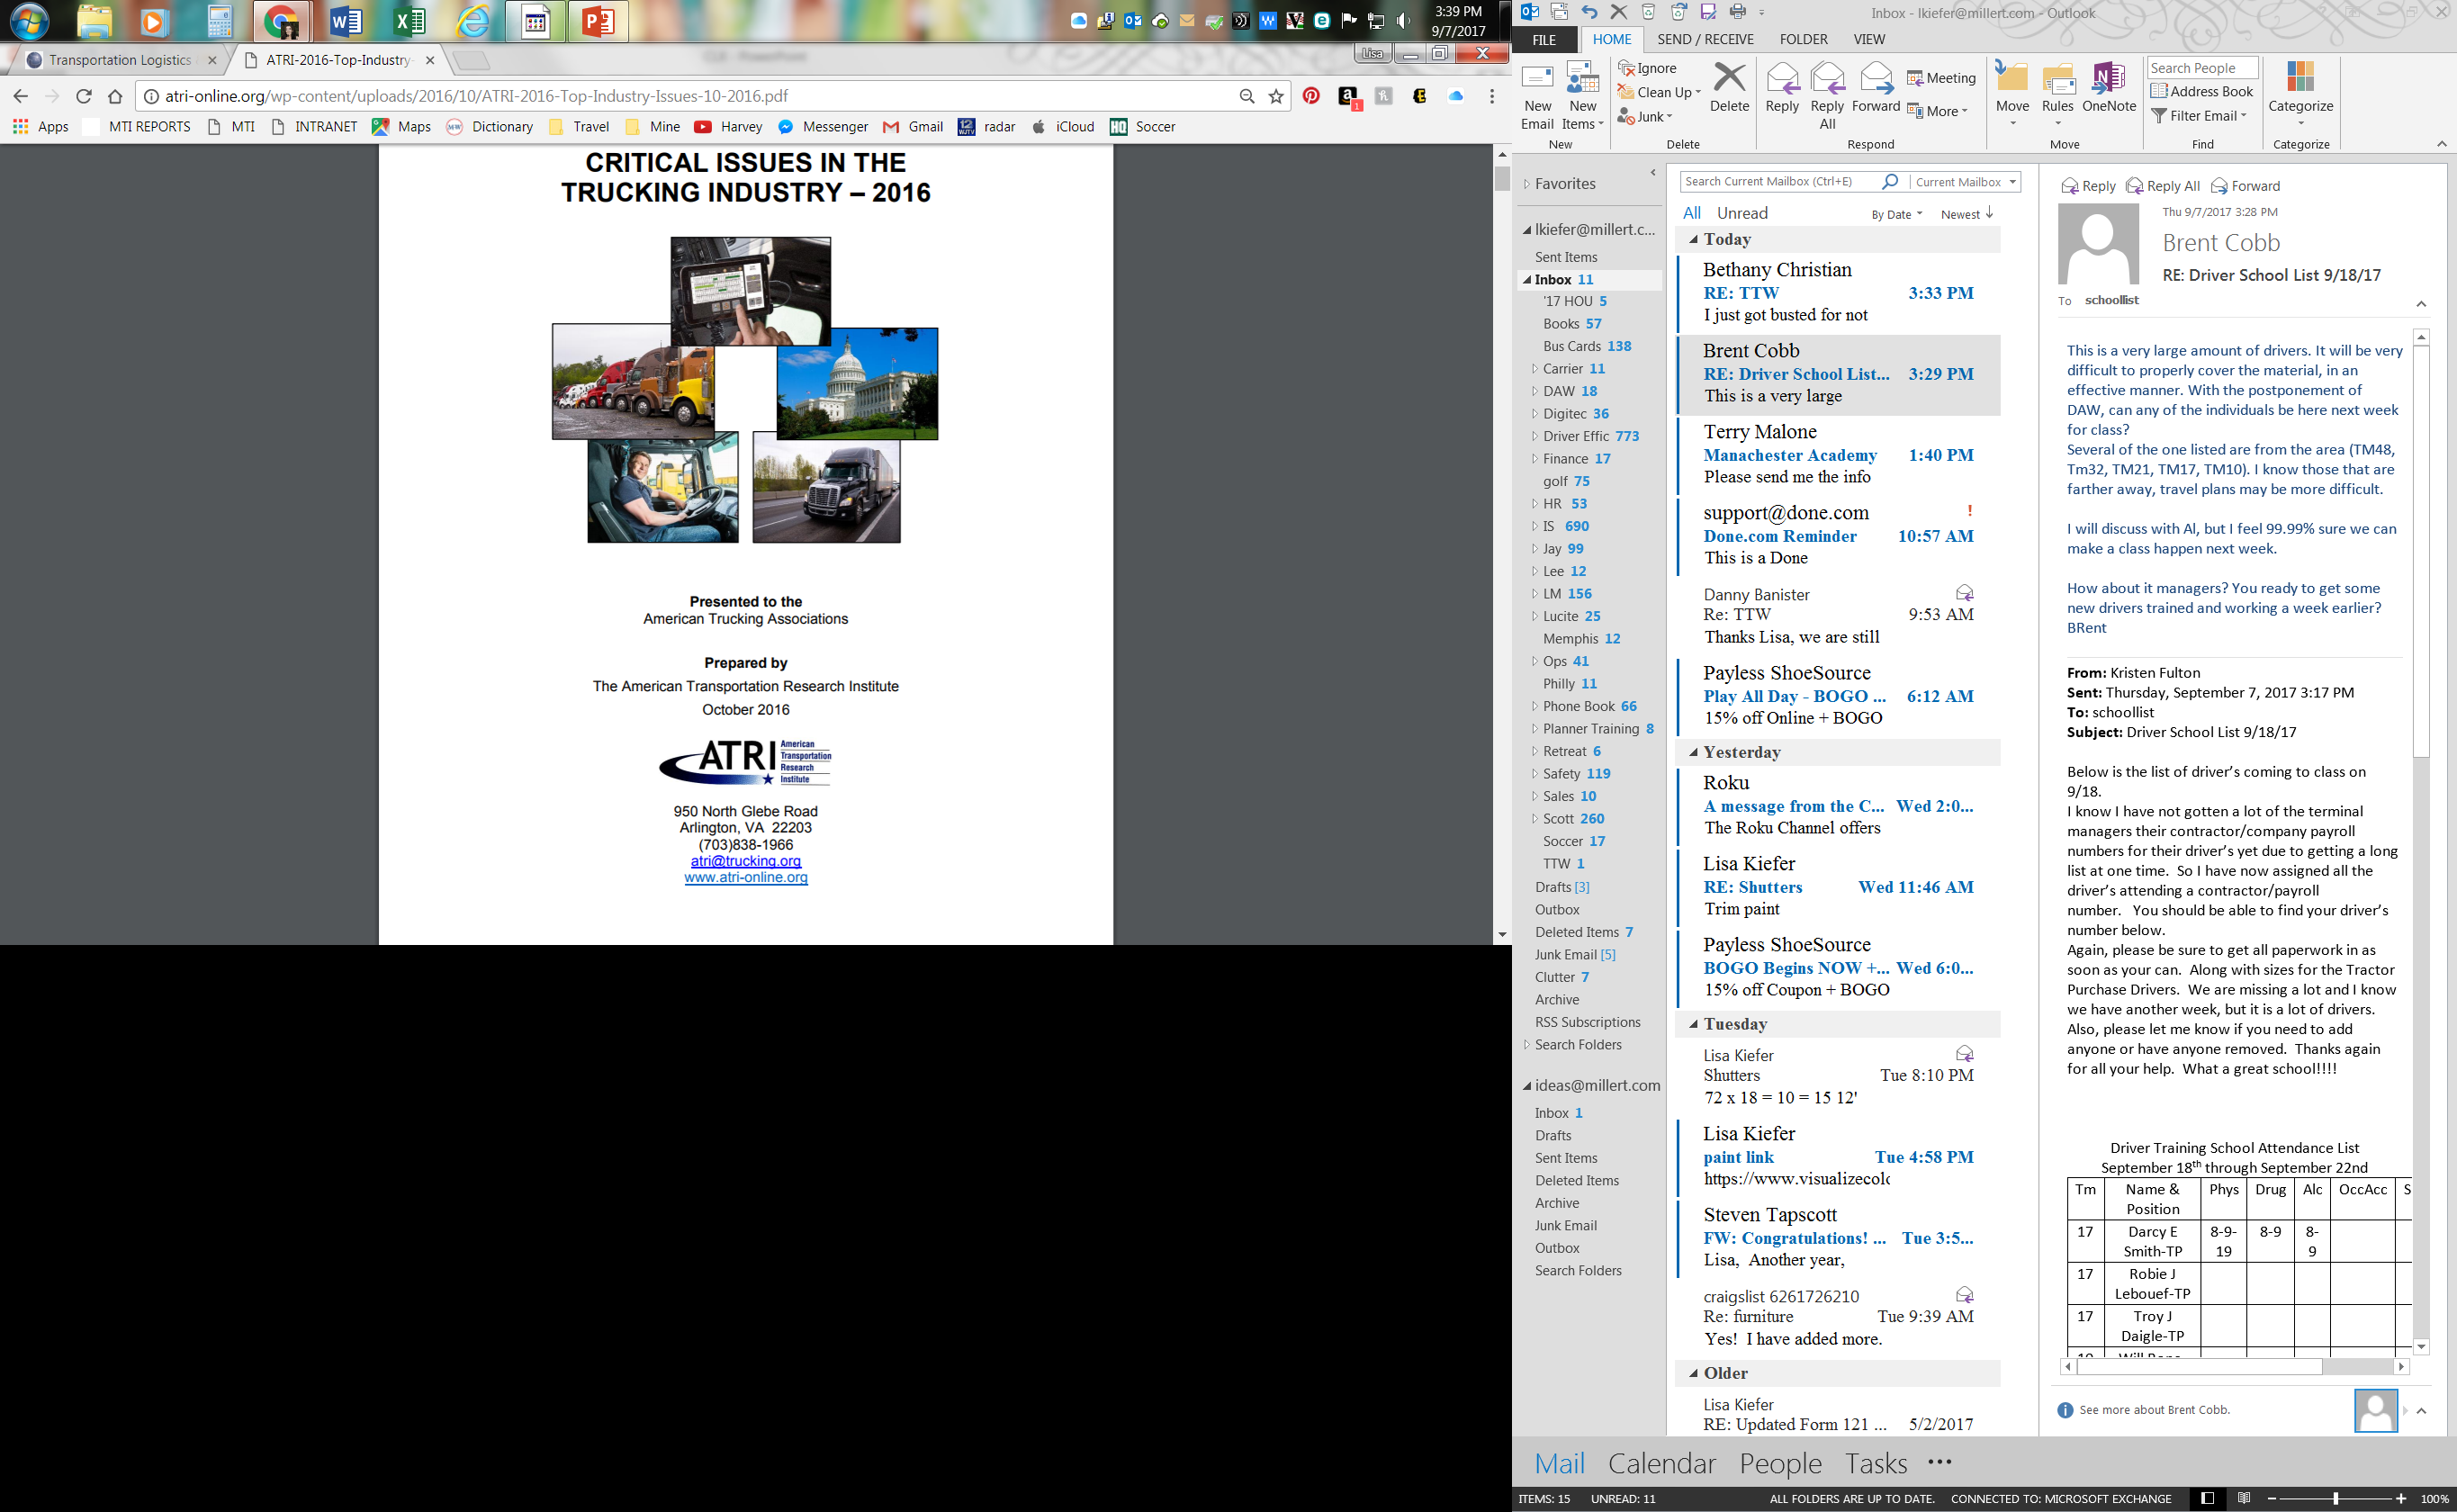 3:39 PM
9/7/2017
Transportation Logistics
ATRI-2016-Top-Industry-
Lisa
atri-online.org/wp-content/uploads/2016/10/ATRI-2016-Top-Industry-Issues-10-2016.pdf
Apps MTI REPORTS MTI INTRANET Maps Dictionary Travel Mine Harvey Messenger Gmail radar iCloud Soccer
CRITICAL ISSUES IN THE
TRUCKING INDUSTRY – 2016
Presented to the
American Trucking Associations
Prepared by
The American Transportation Research Institute
October 2016
ATRI American
Transportation
Research
Institute
950 North Glebe Road
Arlington, VA 22203
(703)838-1966
atri@trucking.org
www.atri-online.org
Inbox - lkiefer@millert.com - Outlook
FILE HOME SEND / RECEIVE FOLDER VIEW
New Email
New Items
Ignore
Clean Up
Junk
Delete
Reply
Reply All
Forward
Meeting
More
Move
Rules
OneNote
Search People
Address Book
Filter Email
Categorize
New Delete Respond Move Find Categorize
Favorites
lkiefer@millert.c...
Sent Items
Inbox 11
'17 HOU 5
Books 57
Bus Cards 138
Carrier 11
DAW 18
Digitec 36
Driver Effic 773
Finance 17
golf 75
HR 53
IS 690
Jay 99
Lee 12
LM 156
Lucite 25
Memphis 12
Ops 41
Philly 11
Phone Book 66
Planner Training 8
Retreat 6
Safety 119
Sales 10
Scott 260
Soccer 17
TTW 1
Drafts [3]
Outbox
Deleted Items 7
Junk Email [5]
Clutter 7
Archive
RSS Subscriptions
Search Folders
ideas@millert.com
Inbox 1
Drafts
Sent Items
Deleted Items
Archive
Junk Email
Outbox
Search Folders
Search Current Mailbox (Ctrl+E) Current Mailbox
All Unread By Date Newest
Today
Bethany Christian
RE: TTW 3:33 PM
I just got busted for not
Brent Cobb
RE: Driver School List... 3:29 PM
This is a very large
Terry Malone
Manachester Academy 1:40 PM
Please send me the info
support@done.com !
Done.com Reminder 10:57 AM
This is a Done
Danny Banister
Re: TTW 9:53 AM
Thanks Lisa, we are still
Payless ShoeSource
Play All Day - BOGO ... 6:12 AM
15% off Online + BOGO
Yesterday
Roku
A message from the C... Wed 2:0...
The Roku Channel offers
Lisa Kiefer
RE: Shutters Wed 11:46 AM
Trim paint
Payless ShoeSource
BOGO Begins NOW +... Wed 6:0...
15% off Coupon + BOGO
Tuesday
Lisa Kiefer
Shutters Tue 8:10 PM
72 x 18 = 10 = 15 12'
Lisa Kiefer
paint link Tue 4:58 PM
https://www.visualizecolo
Steven Tapscott
FW: Congratulations! ... Tue 3:5...
Lisa, Another year,
craigslist 6261726210
Re: furniture Tue 9:39 AM
Yes! I have added more.
Older
Lisa Kiefer
RE: Updated Form 121 ... 5/2/2017
Reply Reply All Forward
Thu 9/7/2017 3:28 PM
Brent Cobb
RE: Driver School List 9/18/17
To schoollist
This is a very large amount of drivers. It will be very
difficult to properly cover the material, in an
effective manner. With the postponement of
DAW, can any of the individuals be here next week
for class?
Several of the one listed are from the area (TM48,
Tm32, TM21, TM17, TM10). I know those that are
farther away, travel plans may be more difficult.
I will discuss with Al, but I feel 99.99% sure we can
make a class happen next week.
How about it managers? You ready to get some
new drivers trained and working a week earlier?
BRent
From: Kristen Fulton
Sent: Thursday, September 7, 2017 3:17 PM
To: schoollist
Subject: Driver School List 9/18/17
Below is the list of driver's coming to class on
9/18.
I know I have not gotten a lot of the terminal
managers their contractor/company payroll
numbers for their driver's yet due to getting a long
list at one time. So I have now assigned all the
driver's attending a contractor/payroll
number. You should be able to find your driver's
number below.
Again, please be sure to get all paperwork in as
soon as your can. Along with sizes for the Tractor
Purchase Drivers. We are missing a lot and I know
we have another week, but it is a lot of drivers.
Also, please let me know if you need to add
anyone or have anyone removed. Thanks again
for all your help. What a great school!!!!
Driver Training School Attendance List
September 18th through September 22nd
Tm Name & Position Phys Drug Alc OccAcc S
17 Darcy E Smith-TP 8-9-19 8-9 8-9
17 Robie J Lebouef-TP
17 Troy J Daigle-TP
See more about Brent Cobb.
Mail Calendar People Tasks ...
ITEMS: 15 UNREAD: 11 ALL FOLDERS ARE UP TO DATE. CONNECTED TO: MICROSOFT EXCHANGE 100%